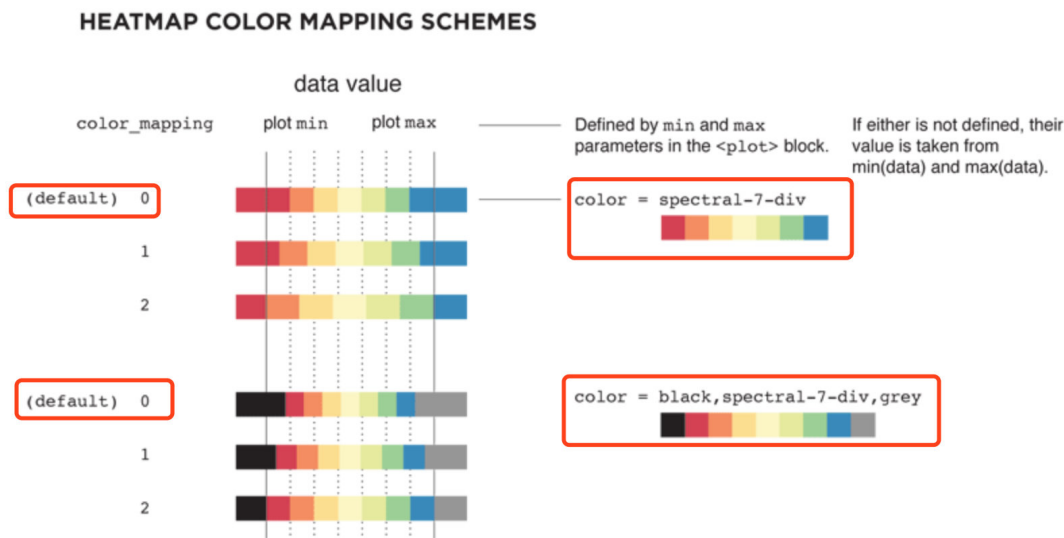 HEATMAP COLOR MAPPING SCHEMES
data value
color_mapping plot min plot max
Defined by min and max
parameters in the <plot> block.
If either is not defined, their
value is taken from
min(data) and max(data).
(default) 0
color = spectral-7-div
1
2
(default) 0
color = black,spectral-7-div,grey
1
2